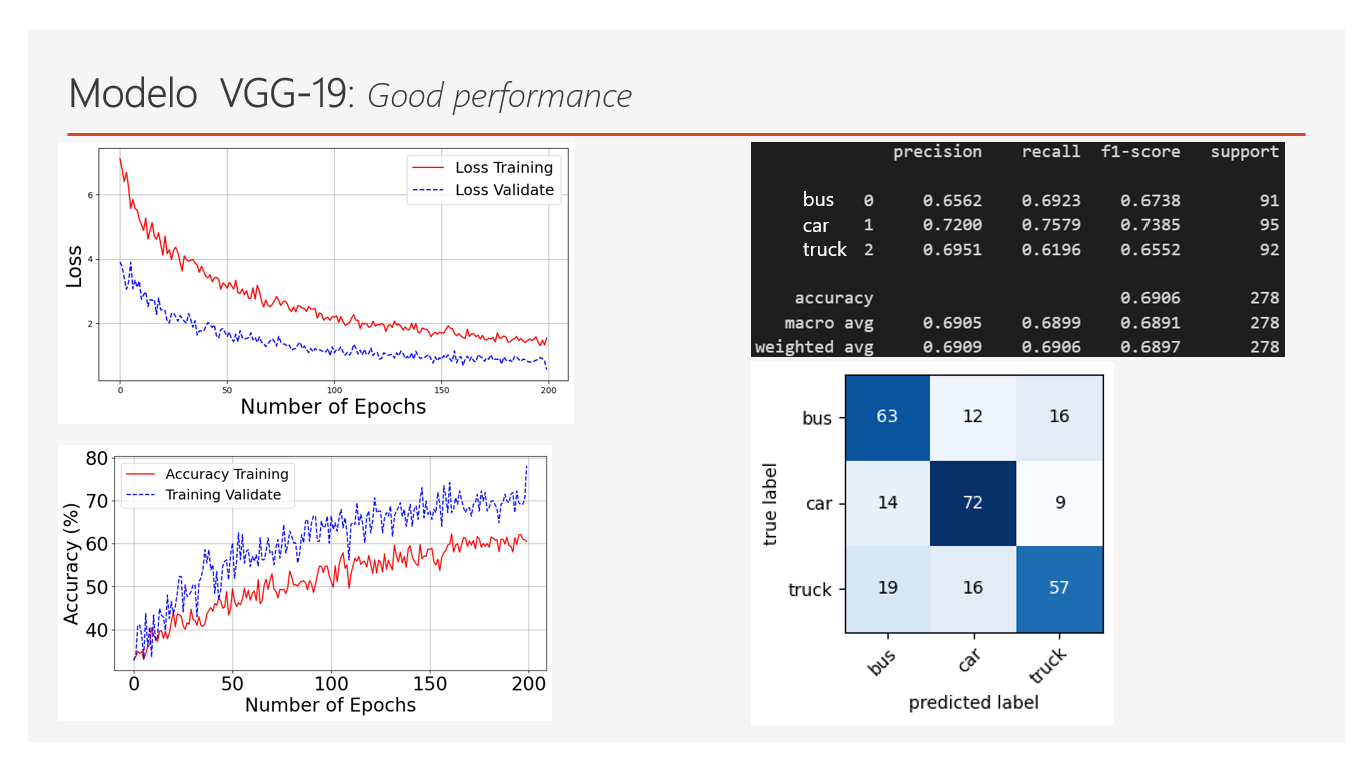 Modelo VGG-19: Good performance
Loss Training
Loss Validate
6
4
2
Loss
0 50 100 150 200
Number of Epochs
Accuracy Training
Training Validate
80
70
60
50
40
Accuracy (%)
0 50 100 150 200
Number of Epochs
precision recall f1-score support
bus 0 0.6562 0.6923 0.6738 91
car 1 0.7200 0.7579 0.7385 95
truck 2 0.6951 0.6196 0.6552 92
accuracy 0.6906 278
macro avg 0.6905 0.6899 0.6891 278
weighted avg 0.6909 0.6906 0.6897 278
true label
bus 63 12 16
car 14 72 9
truck 19 16 57
bus car truck
predicted label